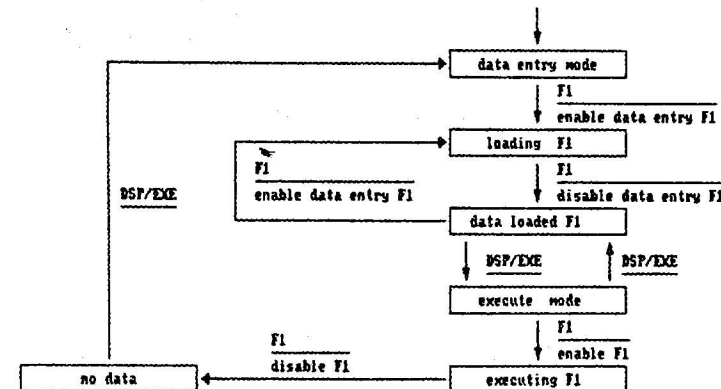 data entry mode
F1
enable data entry F1
loading F1
F1
enable data entry F1
F1
disable data entry F1
DSP/EXE
data loaded F1
DSP/EXE
DSP/EXE
execute mode
F1
enable F1
F1
disable F1
no data
executing F1